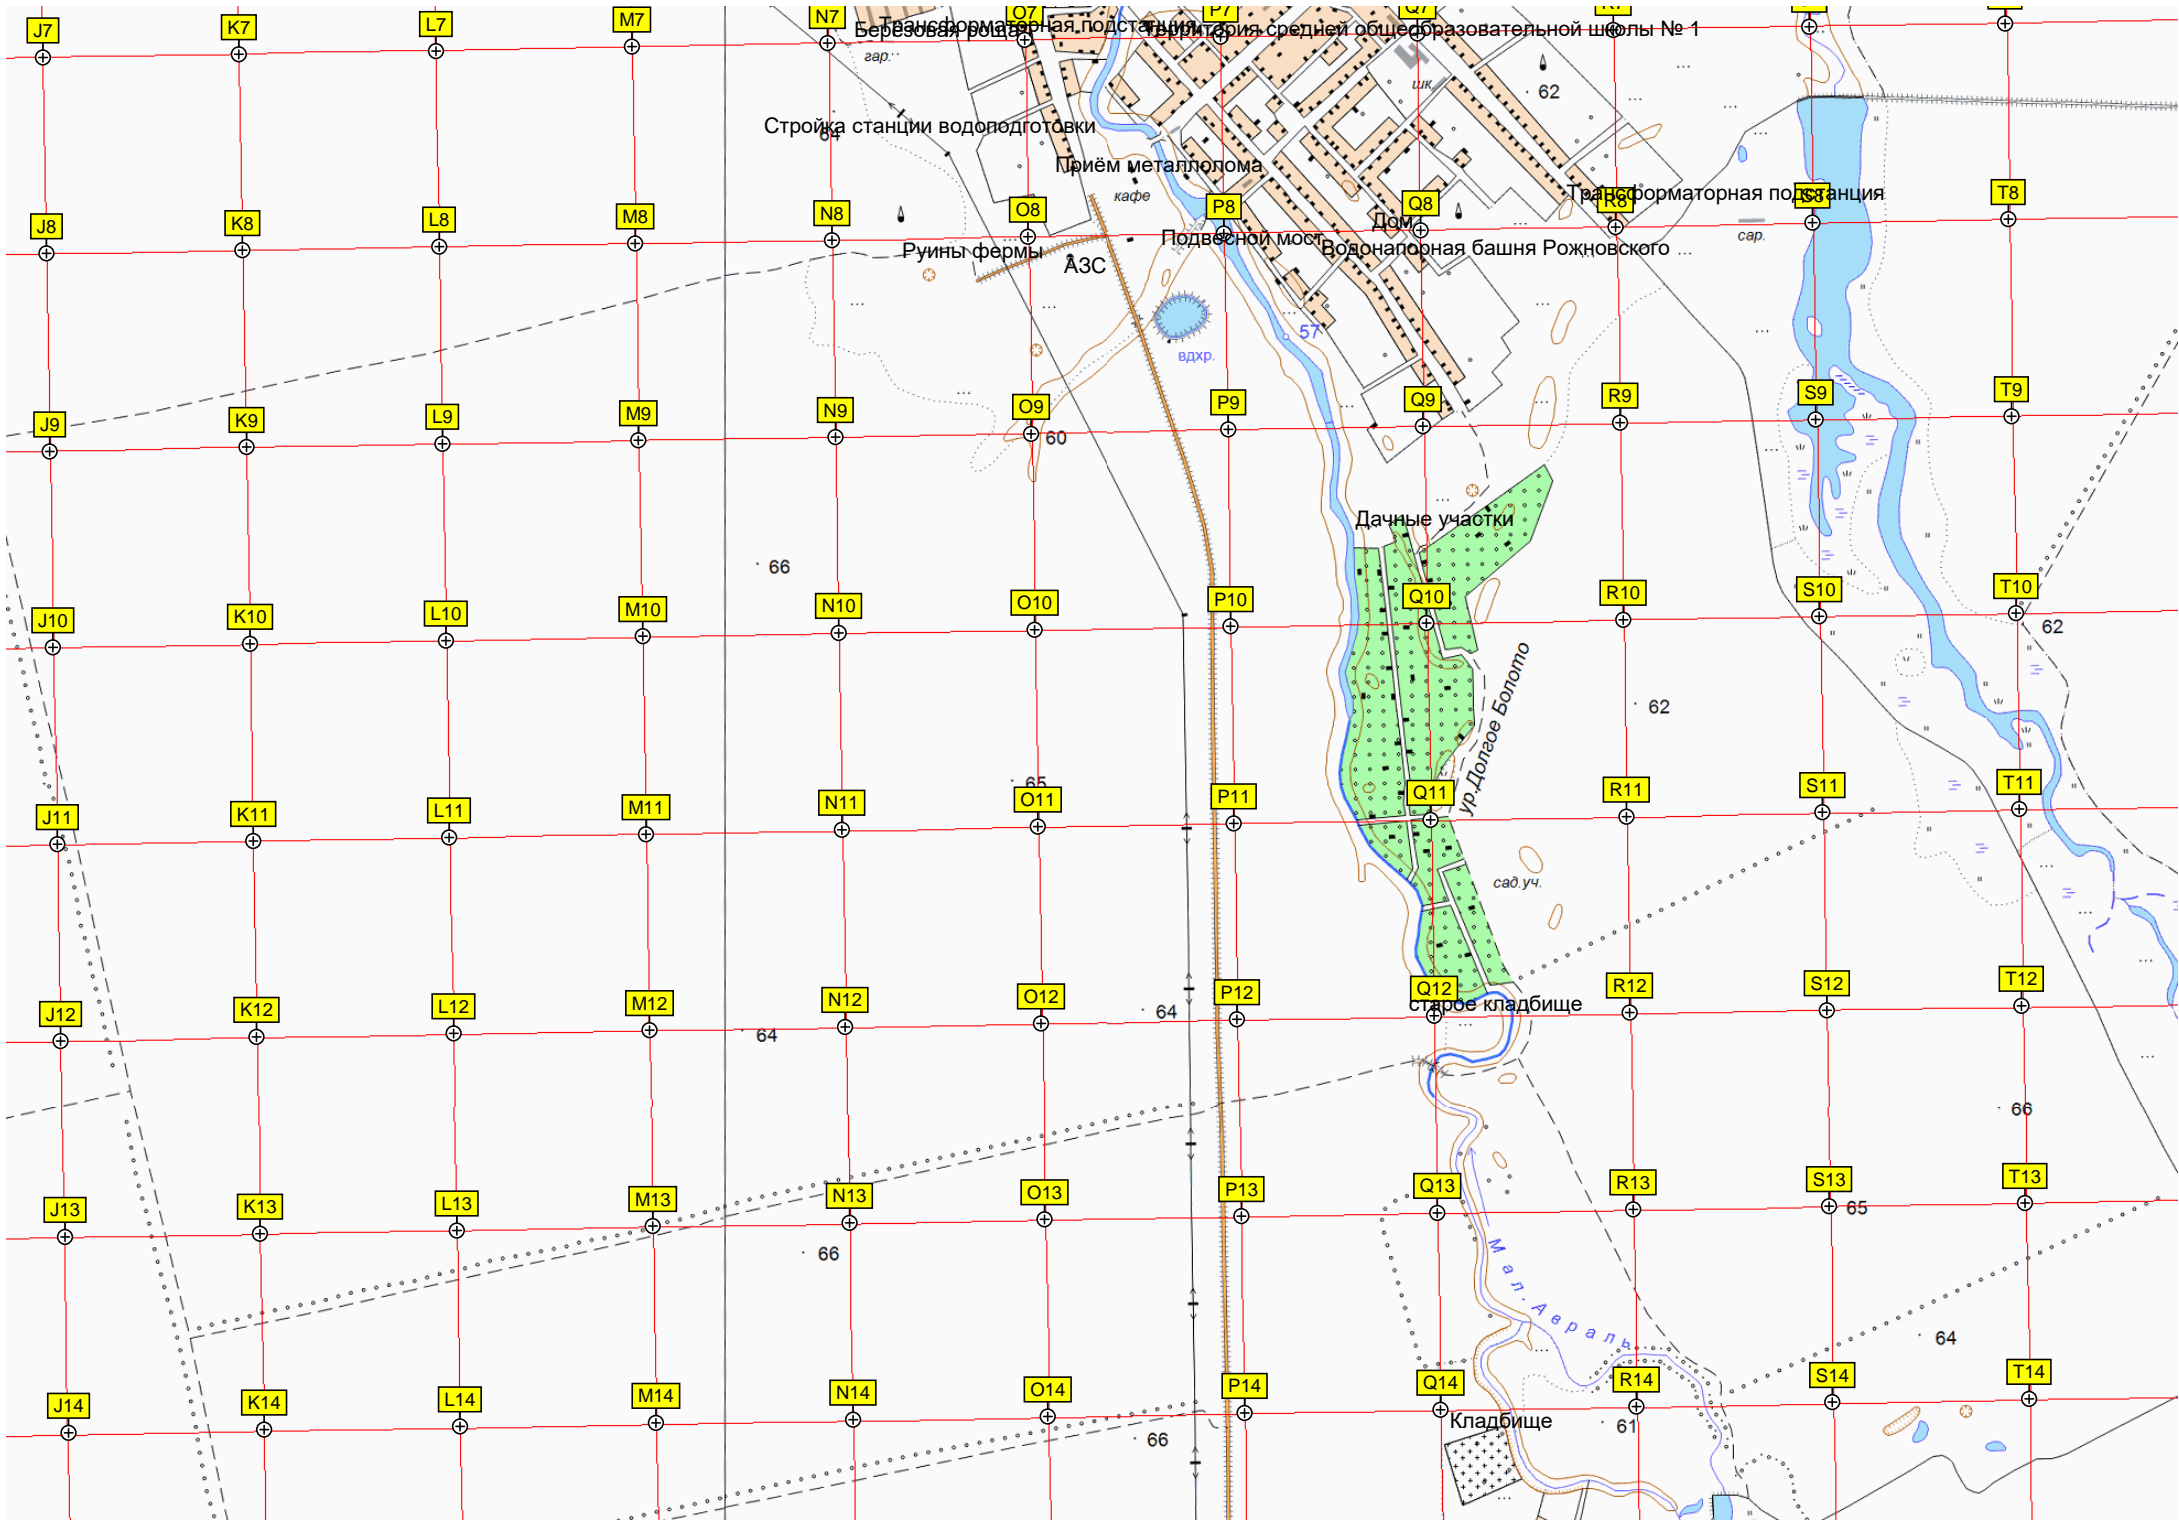 J7
K7
L7
M7
N7
O7
P7
Q7
R7
Берёзовая роща
Трансформаторная подстанция
Территория средней общеобразовательной школы № 1
гар.
шк.
62
Стройка станции водоподготовки
64
Приём металлолома
кафе
J8
K8
L8
M8
N8
O8
P8
Q8
R8
S8
T8
Трансформаторная подстанция
Дом
сар.
Руины фермы
АЗС
Подвесной мост
Водонапорная башня Рожновского
57
вдхр.
J9
K9
L9
M9
N9
O9
P9
Q9
R9
S9
T9
60
Дачные участки
66
J10
K10
L10
M10
N10
O10
P10
Q10
R10
S10
T10
62
ур.Долгое Болото
62
65
J11
K11
L11
M11
N11
O11
P11
Q11
R11
S11
T11
сад.уч.
J12
K12
L12
M12
N12
O12
P12
Q12
R12
S12
T12
старое кладбище
64
64
66
J13
K13
L13
M13
N13
O13
P13
Q13
R13
S13
T13
65
66
Мал. Авраль
64
J14
K14
L14
M14
N14
O14
P14
Q14
R14
S14
T14
Кладбище
61
66